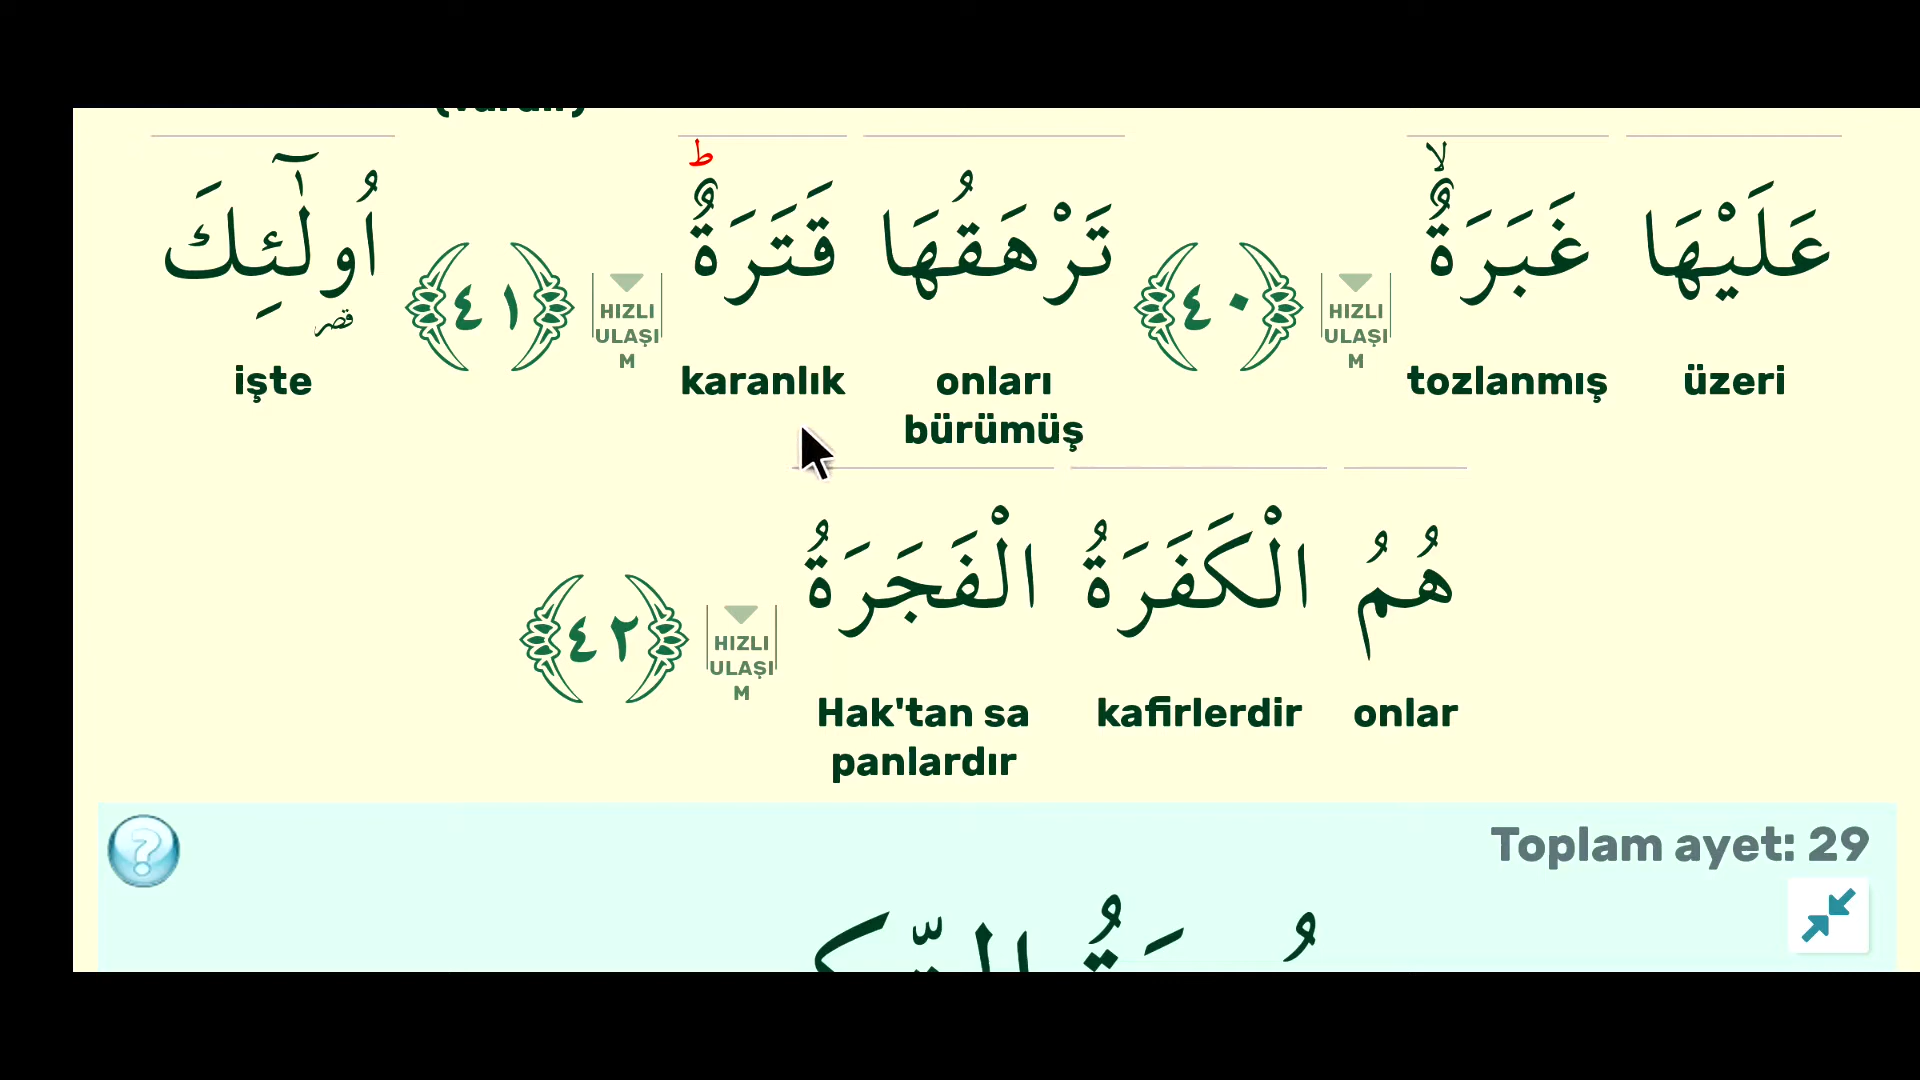 عَلَيْهَا غَبَرَةٌۙ ﴿٤٠﴾ تَرْهَقُهَا قَتَرَةٌۜ ط ﴿٤١﴾ اُو۬لٰٓئِكَ
قصر
HIZLI ULAŞIM
HIZLI ULAŞIM
üzeri
tozlanmış
onları bürümüş
karanlık
işte
هُمُ الْكَفَرَةُ الْفَجَرَةُ ﴿٤٢﴾
HIZLI ULAŞIM
onlar
kafirlerdir
Hak'tan sapanlardır
Toplam ayet: 29